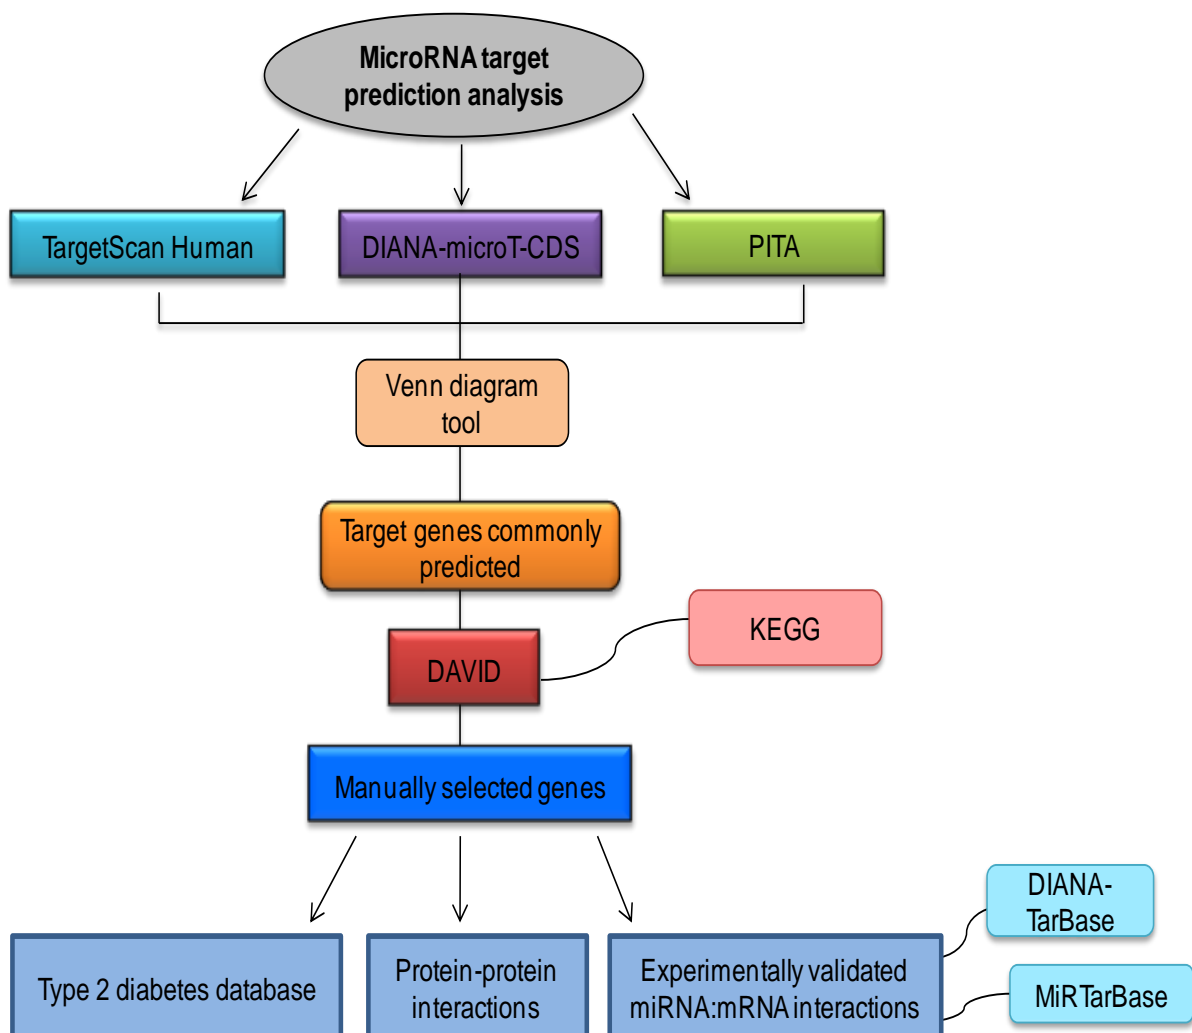 MicroRNA target
prediction analysis
TargetScan Human
DIANA-microT-CDS
PITA
Venn diagram
tool
Target genes commonly
predicted
KEGG
DAVID
Manually selected genes
DIANA-
TarBase
Type 2 diabetes database
Protein-protein
interactions
Experimentally validated
miRNA:mRNA interactions
MiRTarBase